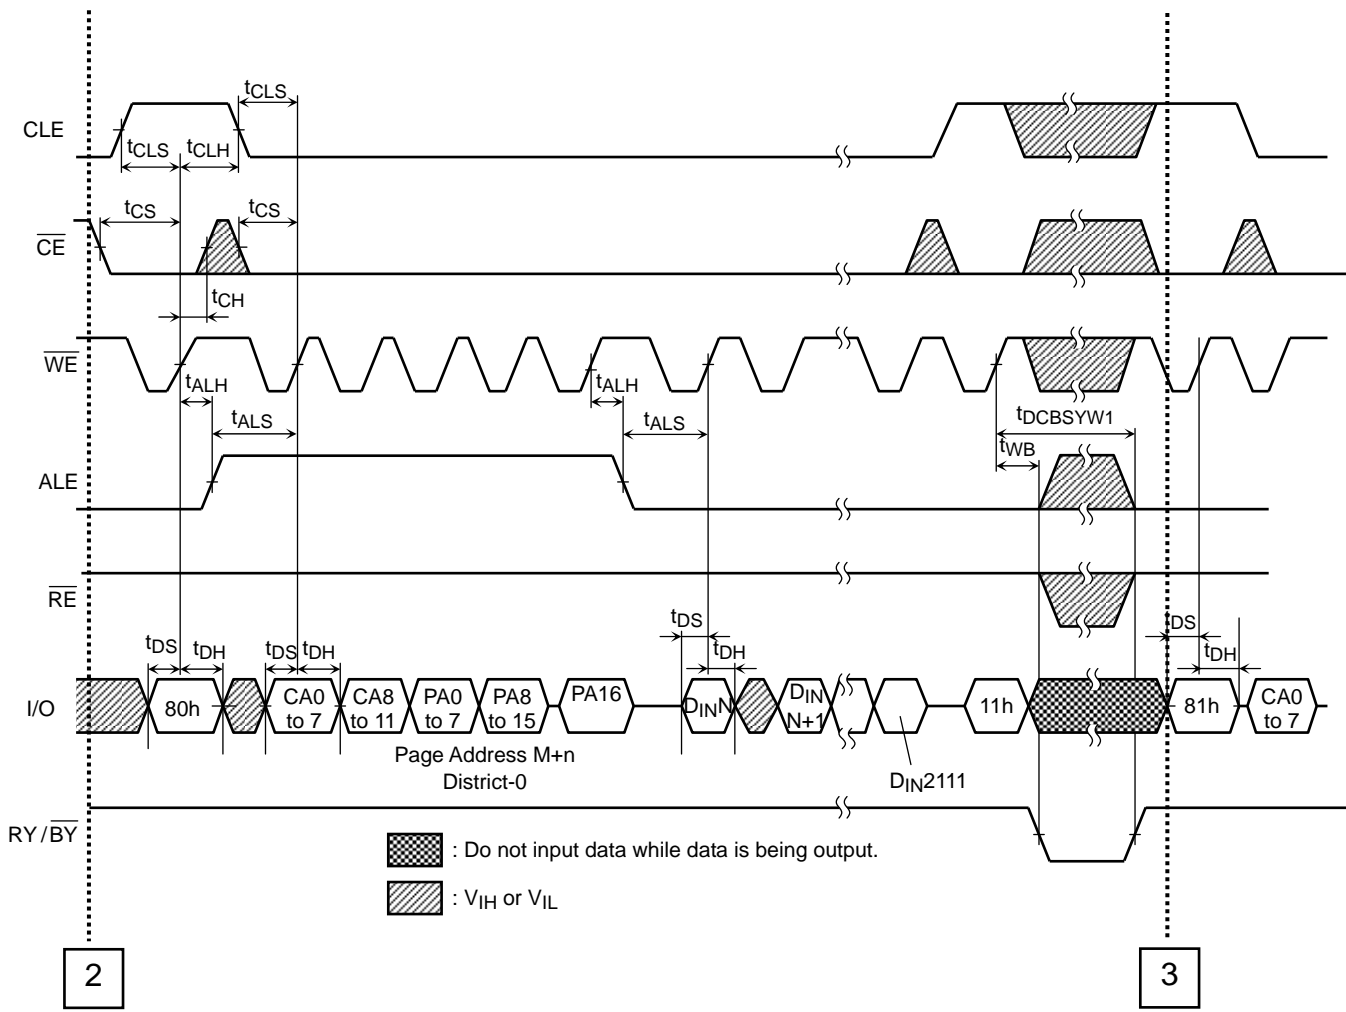 tCLS
CLE
tCLS
tCLH
tCS
tCS
CE
tCH
WE
tALH
tALH
tALS
tALS
tDCBSYW1
tWB
ALE
RE
tDS
tDH
tDS
tDH
tDS
tDH
DS
tDH
I/O
80h
CA0
to 7
CA8
to 11
PA0
to 7
PA8
to 15
PA16
DINN
DIN
N+1
11h
81h
CA0
to 7
Page Address M+n
District-0
DIN2111
RY/BY
: Do not input data while data is being output.
: VIH or VIL
2
3